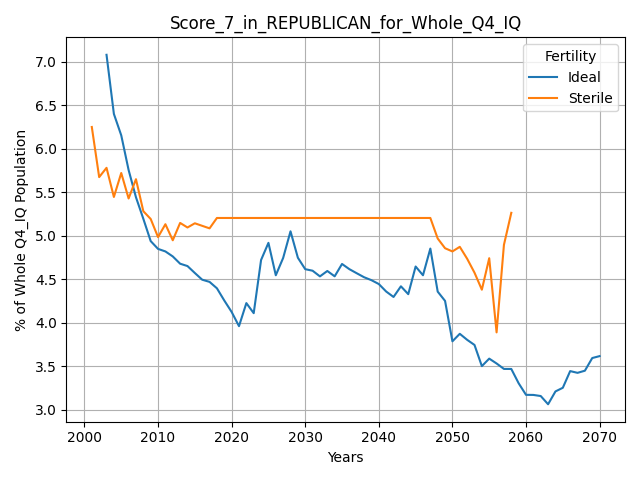 Score_7_in_REPUBLICAN_for_Whole_Q4_IQ
Fertility
Ideal
Sterile
% of Whole Q4_IQ Population
7.0
6.5
6.0
5.5
5.0
4.5
4.0
3.5
3.0
2000 2010 2020 2030 2040 2050 2060 2070
Years